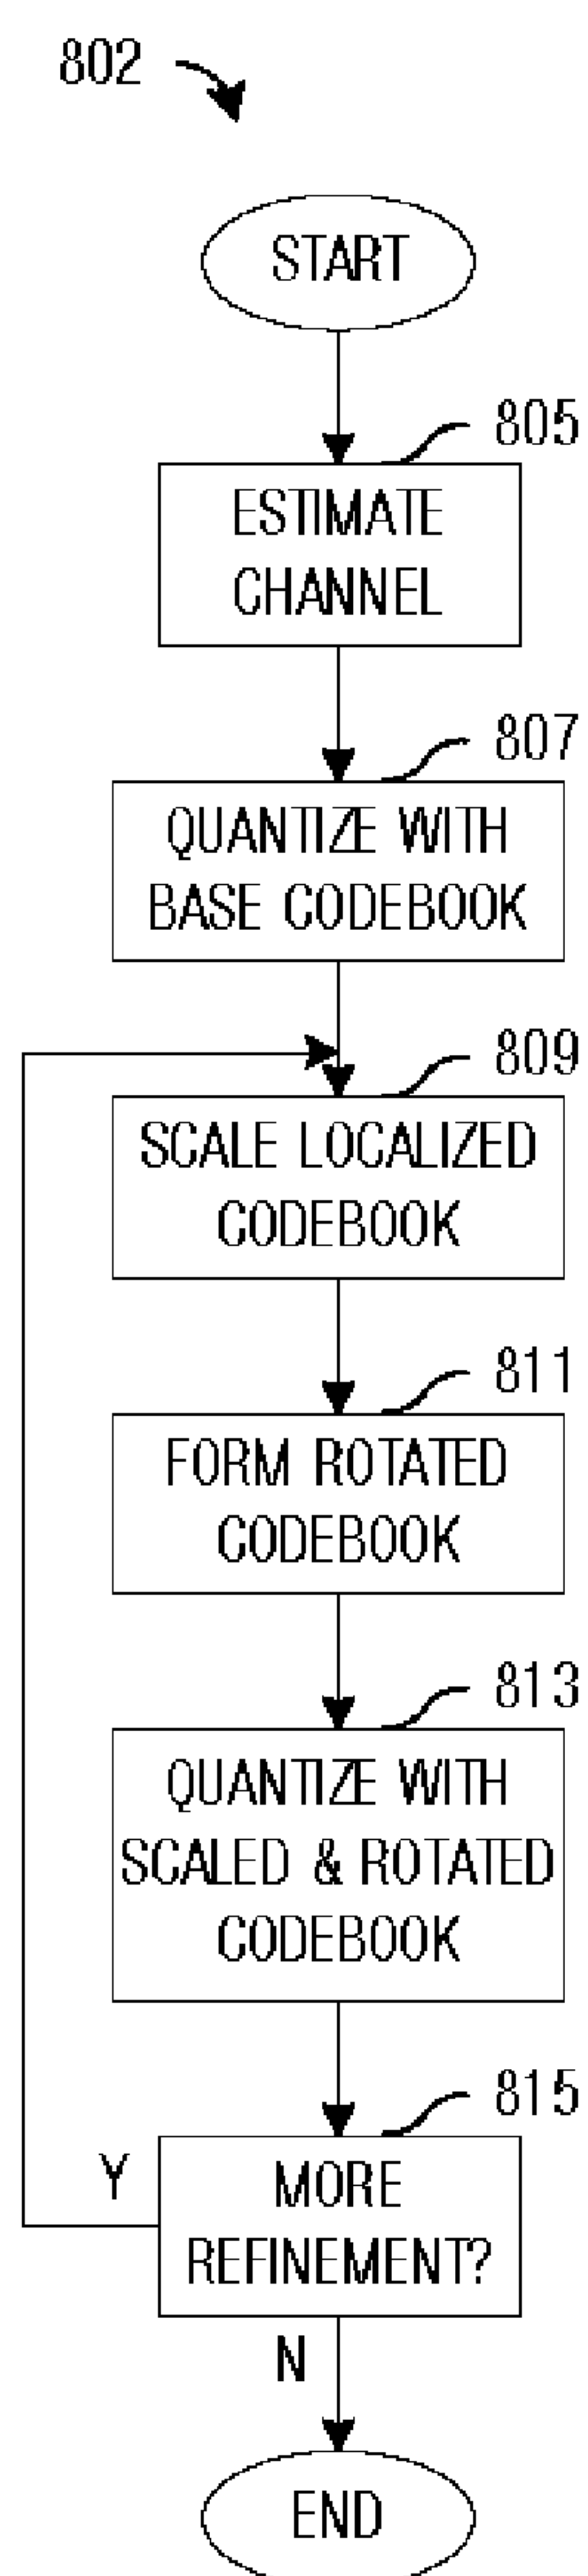 802
START
805
ESTIMATE
CHANNEL
807
QUANTIZE WITH
BASE CODEBOOK
809
SCALE LOCALIZED
CODEBOOK
811
FORM ROTATED
CODEBOOK
813
QUANTIZE WITH
SCALED & ROTATED
CODEBOOK
815
Y
MORE
REFINEMENT?
N
END